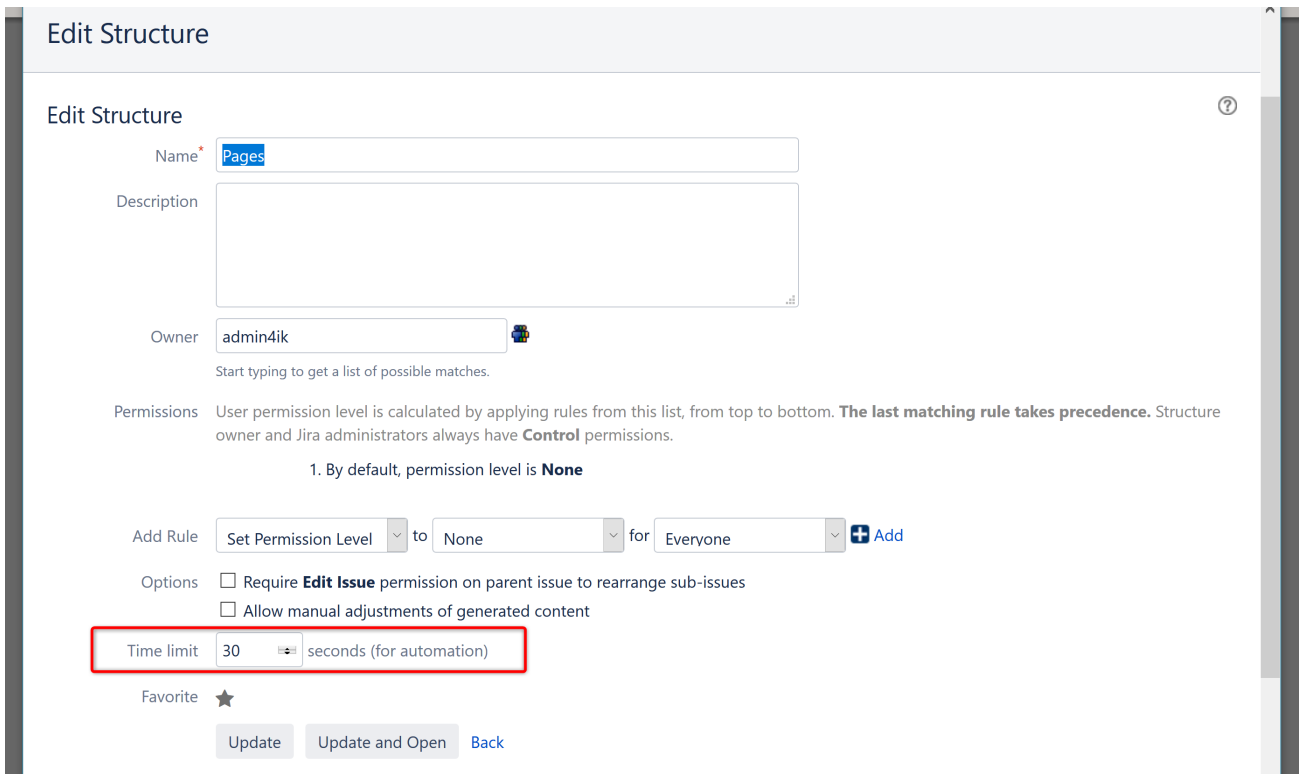 Edit Structure
Edit Structure
Name*
Pages
Description
Owner
admin4ik
Start typing to get a list of possible matches.
Permissions
User permission level is calculated by applying rules from this list, from top to bottom. The last matching rule takes precedence. Structure
owner and Jira administrators always have Control permissions.
1. By default, permission level is None
Add Rule Set Permission Level to None for Everyone Add
Options Require Edit Issue permission on parent issue to rearrange sub-issues
Allow manual adjustments of generated content
Time limit 30 seconds (for automation)
Favorite
Update Update and Open Back